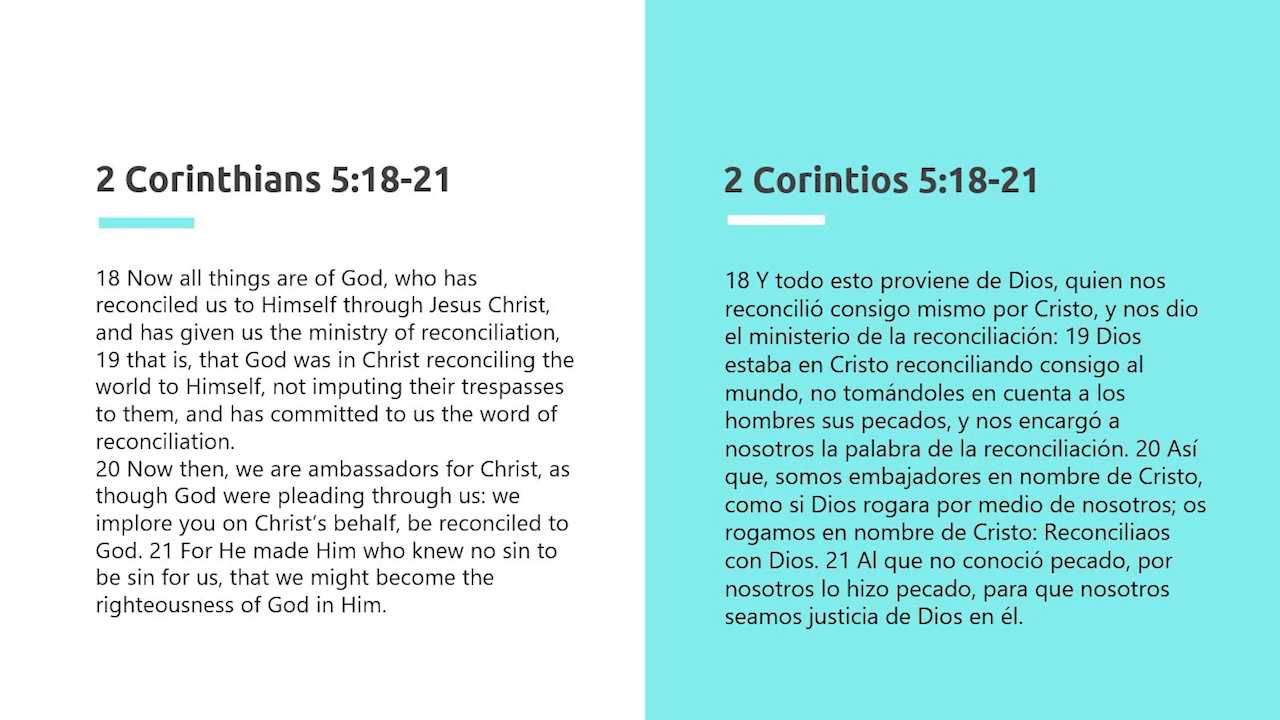 2 Corinthians 5:18-21
18 Now all things are of God, who has
reconciled us to Himself through Jesus Christ,
and has given us the ministry of reconciliation,
19 that is, that God was in Christ reconciling the
world to Himself, not imputing their trespasses
to them, and has committed to us the word of
reconciliation.
20 Now then, we are ambassadors for Christ, as
though God were pleading through us: we
implore you on Christ’s behalf, be reconciled to
God. 21 For He made Him who knew no sin to
be sin for us, that we might become the
righteousness of God in Him.
2 Corintios 5:18-21
18 Y todo esto proviene de Dios, quien nos
reconcilió consigo mismo por Cristo, y nos dio
el ministerio de la reconciliación: 19 Dios
estaba en Cristo reconciliando consigo al
mundo, no tomándoles en cuenta a los
hombres sus pecados, y nos encargó a
nosotros la palabra de la reconciliación. 20 Así
que, somos embajadores en nombre de Cristo,
como si Dios rogara por medio de nosotros; os
rogamos en nombre de Cristo: Reconciliaos
con Dios. 21 Al que no conoció pecado, por
nosotros lo hizo pecado, para que nosotros
seamos justicia de Dios en él.